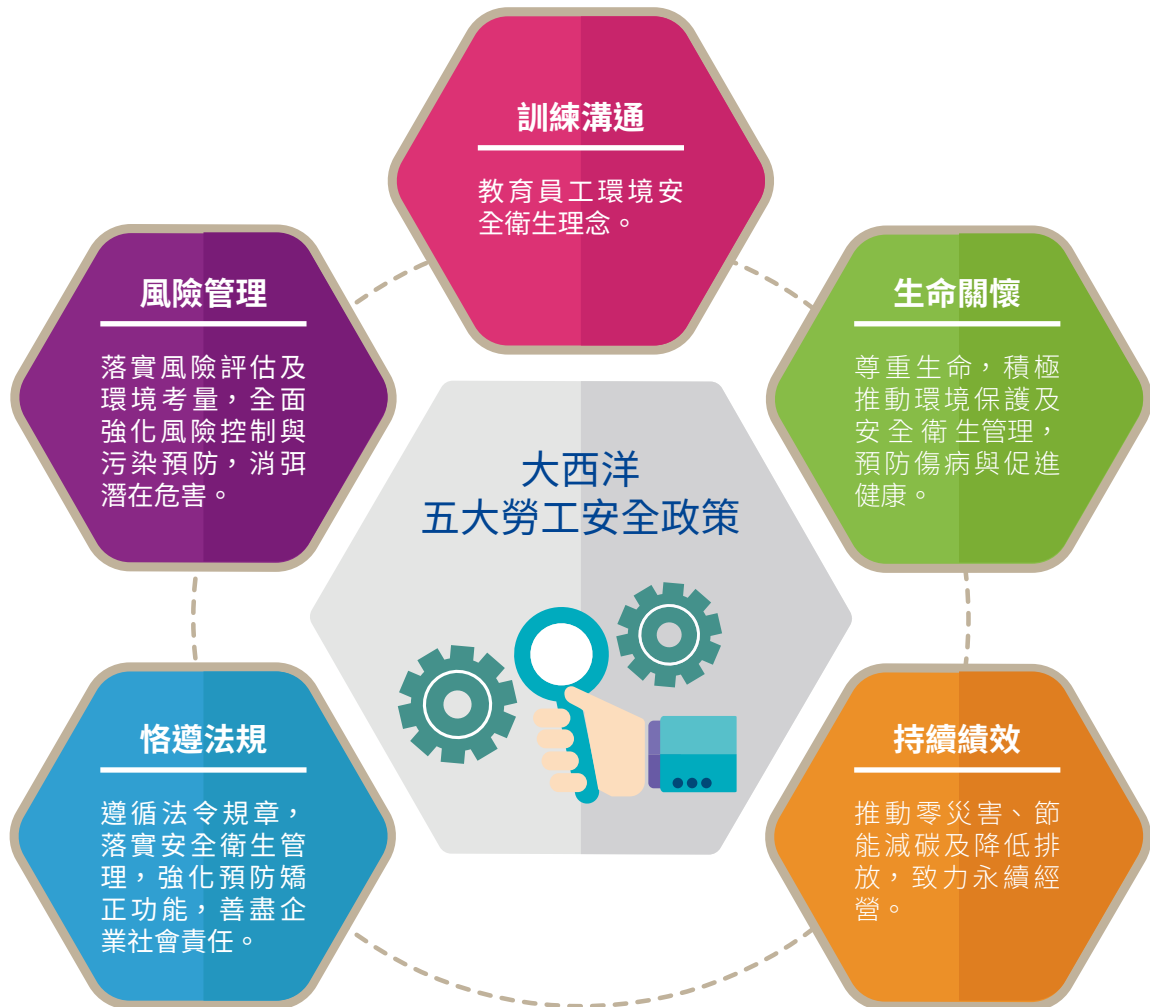 訓練溝通
教育員工環境安
全衛生理念。
風險管理
落實風險評估及
環境考量，全面
強化風險控制與
污染預防，消弭
潛在危害。
生命關懷
尊重生命，積極
推動環境保護及
安全衛生管理，
預防傷病與促進
健康。
大西洋
五大勞工安全政策
恪遵法規
遵循法令規章，
落實安全衛生管
理，強化預防矯
正功能，善盡企
業社會責任。
持續績效
推動零災害、節
能減碳及降低排
放，致力永續經
營。